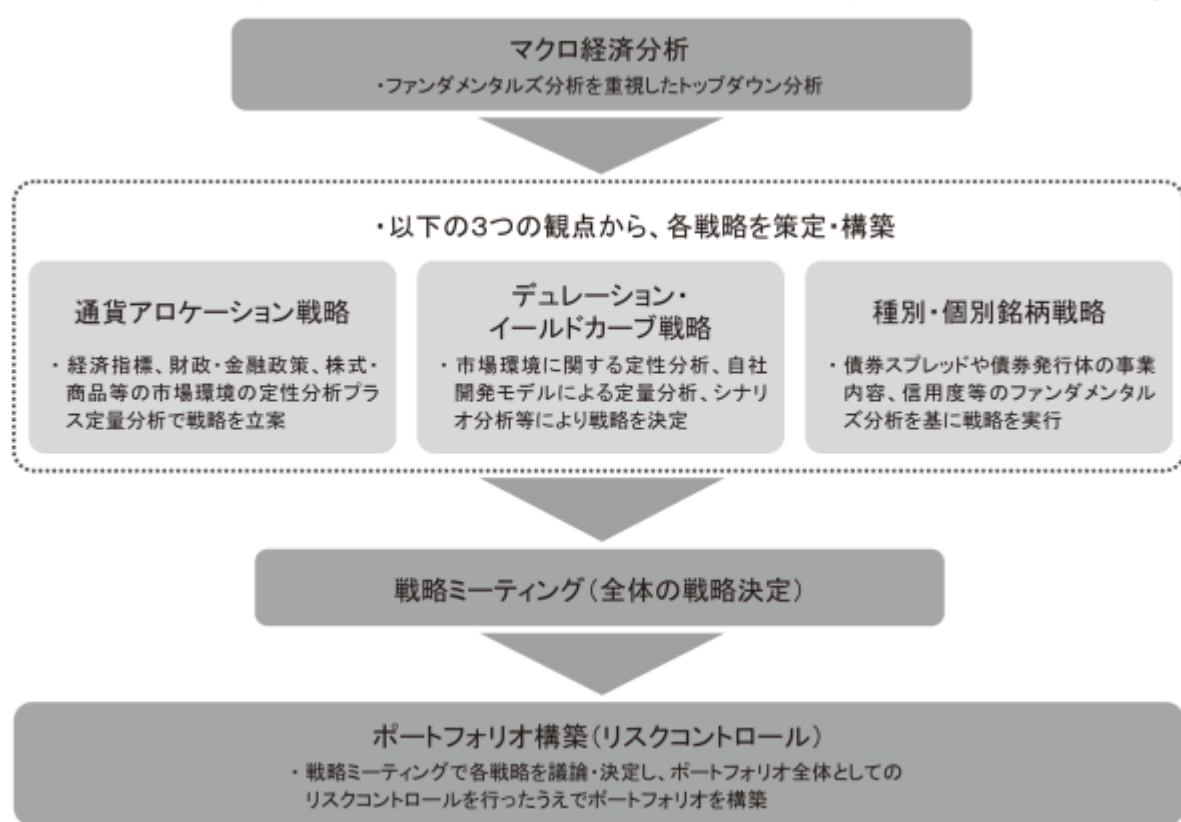 マクロ経済分析
・ファンダメンタルズ分析を重視したトップダウン分析
・以下の3つの観点から、各戦略を策定・構築
通貨アロケーション戦略
・経済指標、財政・金融政策、株式・
商品等の市場環境の定性分析プラ
ス定量分析で戦略を立案
デュレーション・
イールドカーブ戦略
・市場環境に関する定性分析、自社
開発モデルによる定量分析、シナリ
オ分析等により戦略を決定
種別・個別銘柄戦略
・債券スプレッドや債券発行体の事業
内容、信用度等のファンダメンタル
ズ分析を基に戦略を実行
戦略ミーティング（全体の戦略決定）
ポートフォリオ構築（リスクコントロール）
・戦略ミーティングで各戦略を議論・決定し、ポートフォリオ全体としての
リスクコントロールを行ったうえでポートフォリオを構築